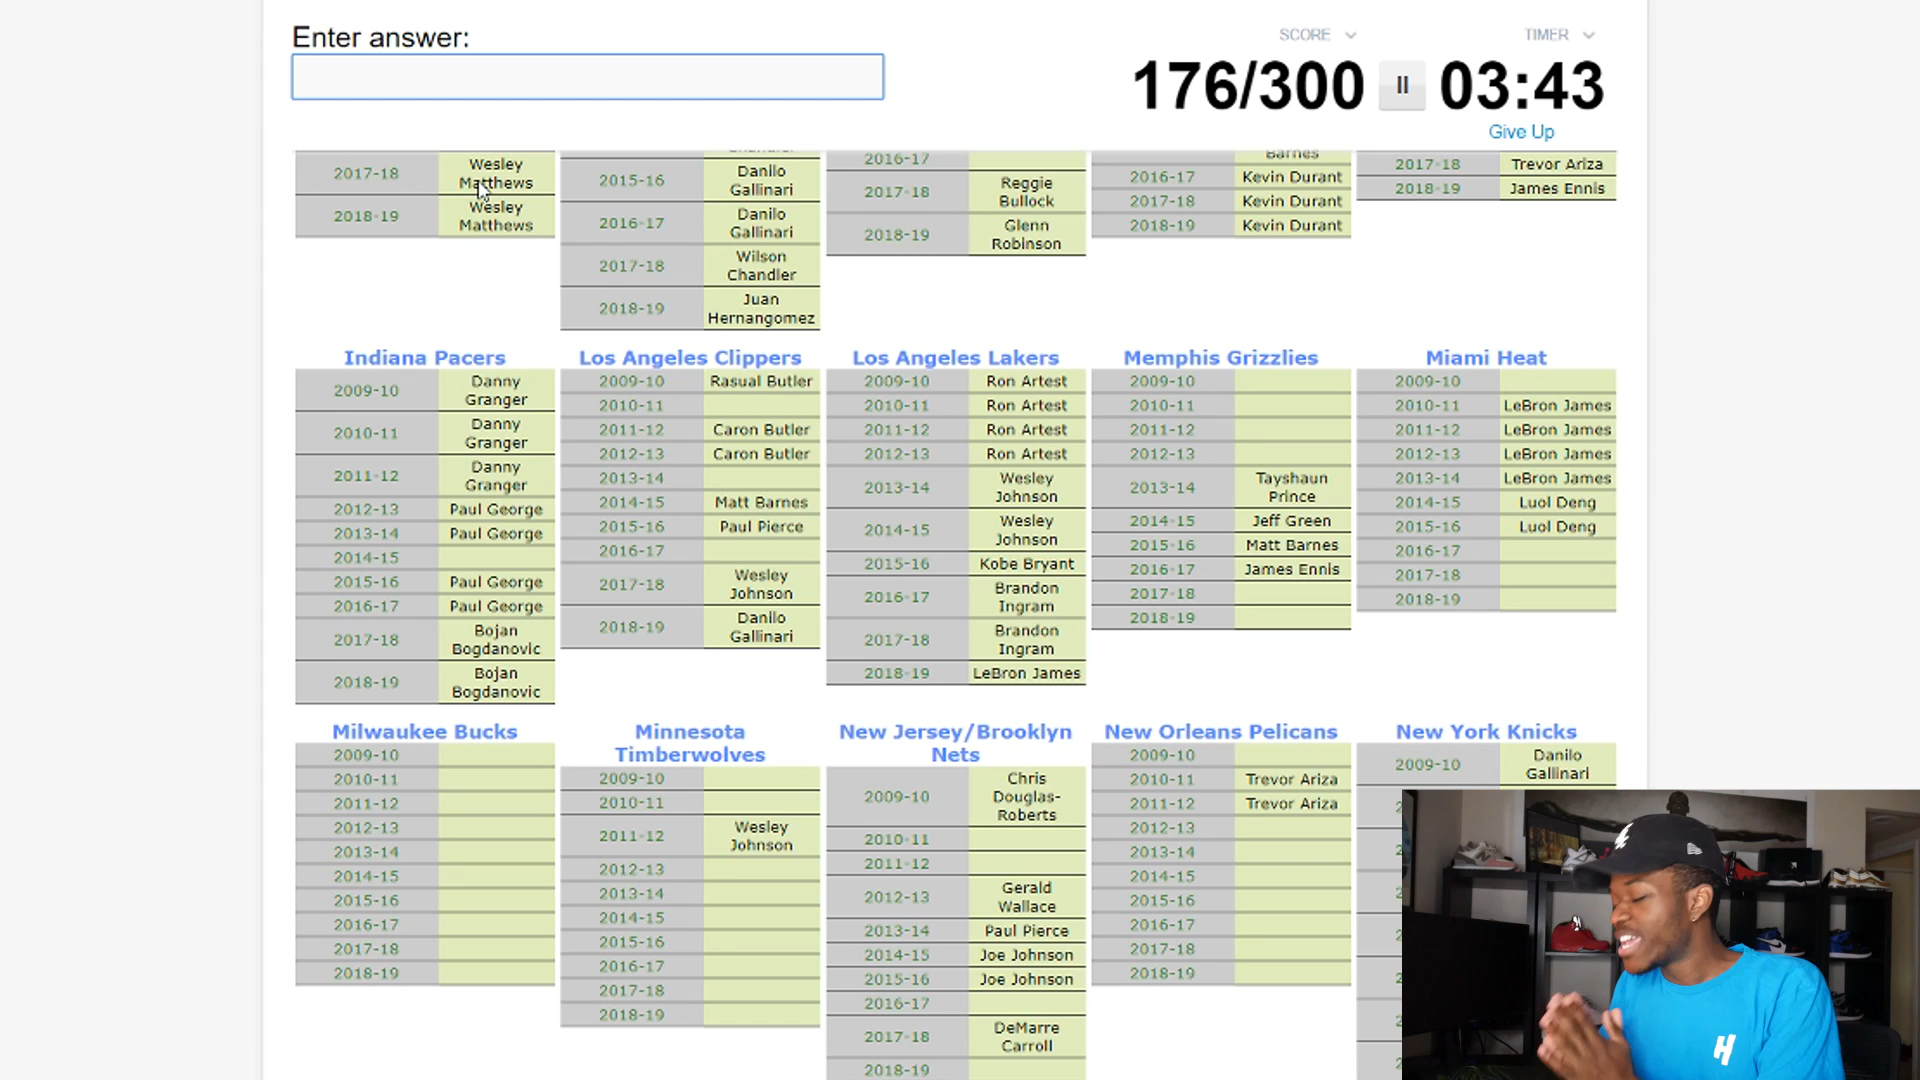 Enter answer:
SCORE
TIMER
176/300
03:43
Give Up
2017-18 Wesley Matthews
2018-19 Wesley Matthews
2015-16 Danilo Gallinari
2016-17 Danilo Gallinari
2017-18 Wilson Chandler
2018-19 Juan Hernangomez
2016-17
2017-18 Reggie Bullock
2018-19 Glenn Robinson
Barnes
2016-17 Kevin Durant
2017-18 Kevin Durant
2018-19 Kevin Durant
2017-18 Trevor Ariza
2018-19 James Ennis
Indiana Pacers
2009-10 Danny Granger
2010-11 Danny Granger
2011-12 Danny Granger
2012-13 Paul George
2013-14 Paul George
2014-15
2015-16 Paul George
2016-17 Paul George
2017-18 Bojan Bogdanovic
2018-19 Bojan Bogdanovic
Los Angeles Clippers
2009-10 Rasual Butler
2010-11
2011-12 Caron Butler
2012-13 Caron Butler
2013-14
2014-15 Matt Barnes
2015-16 Paul Pierce
2016-17
2017-18 Wesley Johnson
2018-19 Danilo Gallinari
Los Angeles Lakers
2009-10 Ron Artest
2010-11 Ron Artest
2011-12 Ron Artest
2012-13 Ron Artest
2013-14 Wesley Johnson
2014-15 Wesley Johnson
2015-16 Kobe Bryant
2016-17 Brandon Ingram
2017-18 Brandon Ingram
2018-19 LeBron James
Memphis Grizzlies
2009-10
2010-11
2011-12
2012-13
2013-14 Tayshaun Prince
2014-15 Jeff Green
2015-16 Matt Barnes
2016-17 James Ennis
2017-18
2018-19
Miami Heat
2009-10
2010-11 LeBron James
2011-12 LeBron James
2012-13 LeBron James
2013-14 LeBron James
2014-15 Luol Deng
2015-16 Luol Deng
2016-17
2017-18
2018-19
Milwaukee Bucks
2009-10
2010-11
2011-12
2012-13
2013-14
2014-15
2015-16
2016-17
2017-18
2018-19
Minnesota
Timberwolves
2009-10
2010-11
2011-12 Wesley Johnson
2012-13
2013-14
2014-15
2015-16
2016-17
2017-18
2018-19
New Jersey/Brooklyn
Nets
2009-10 Chris Douglas-Roberts
2010-11
2011-12
2012-13 Gerald Wallace
2013-14 Paul Pierce
2014-15 Joe Johnson
2015-16 Joe Johnson
2016-17
2017-18 DeMarre Carroll
2018-19
New Orleans Pelicans
2009-10
2010-11 Trevor Ariza
2011-12 Trevor Ariza
2012-13
2013-14
2014-15
2015-16
2016-17
2017-18
2018-19
New York Knicks
2009-10 Danilo Gallinari